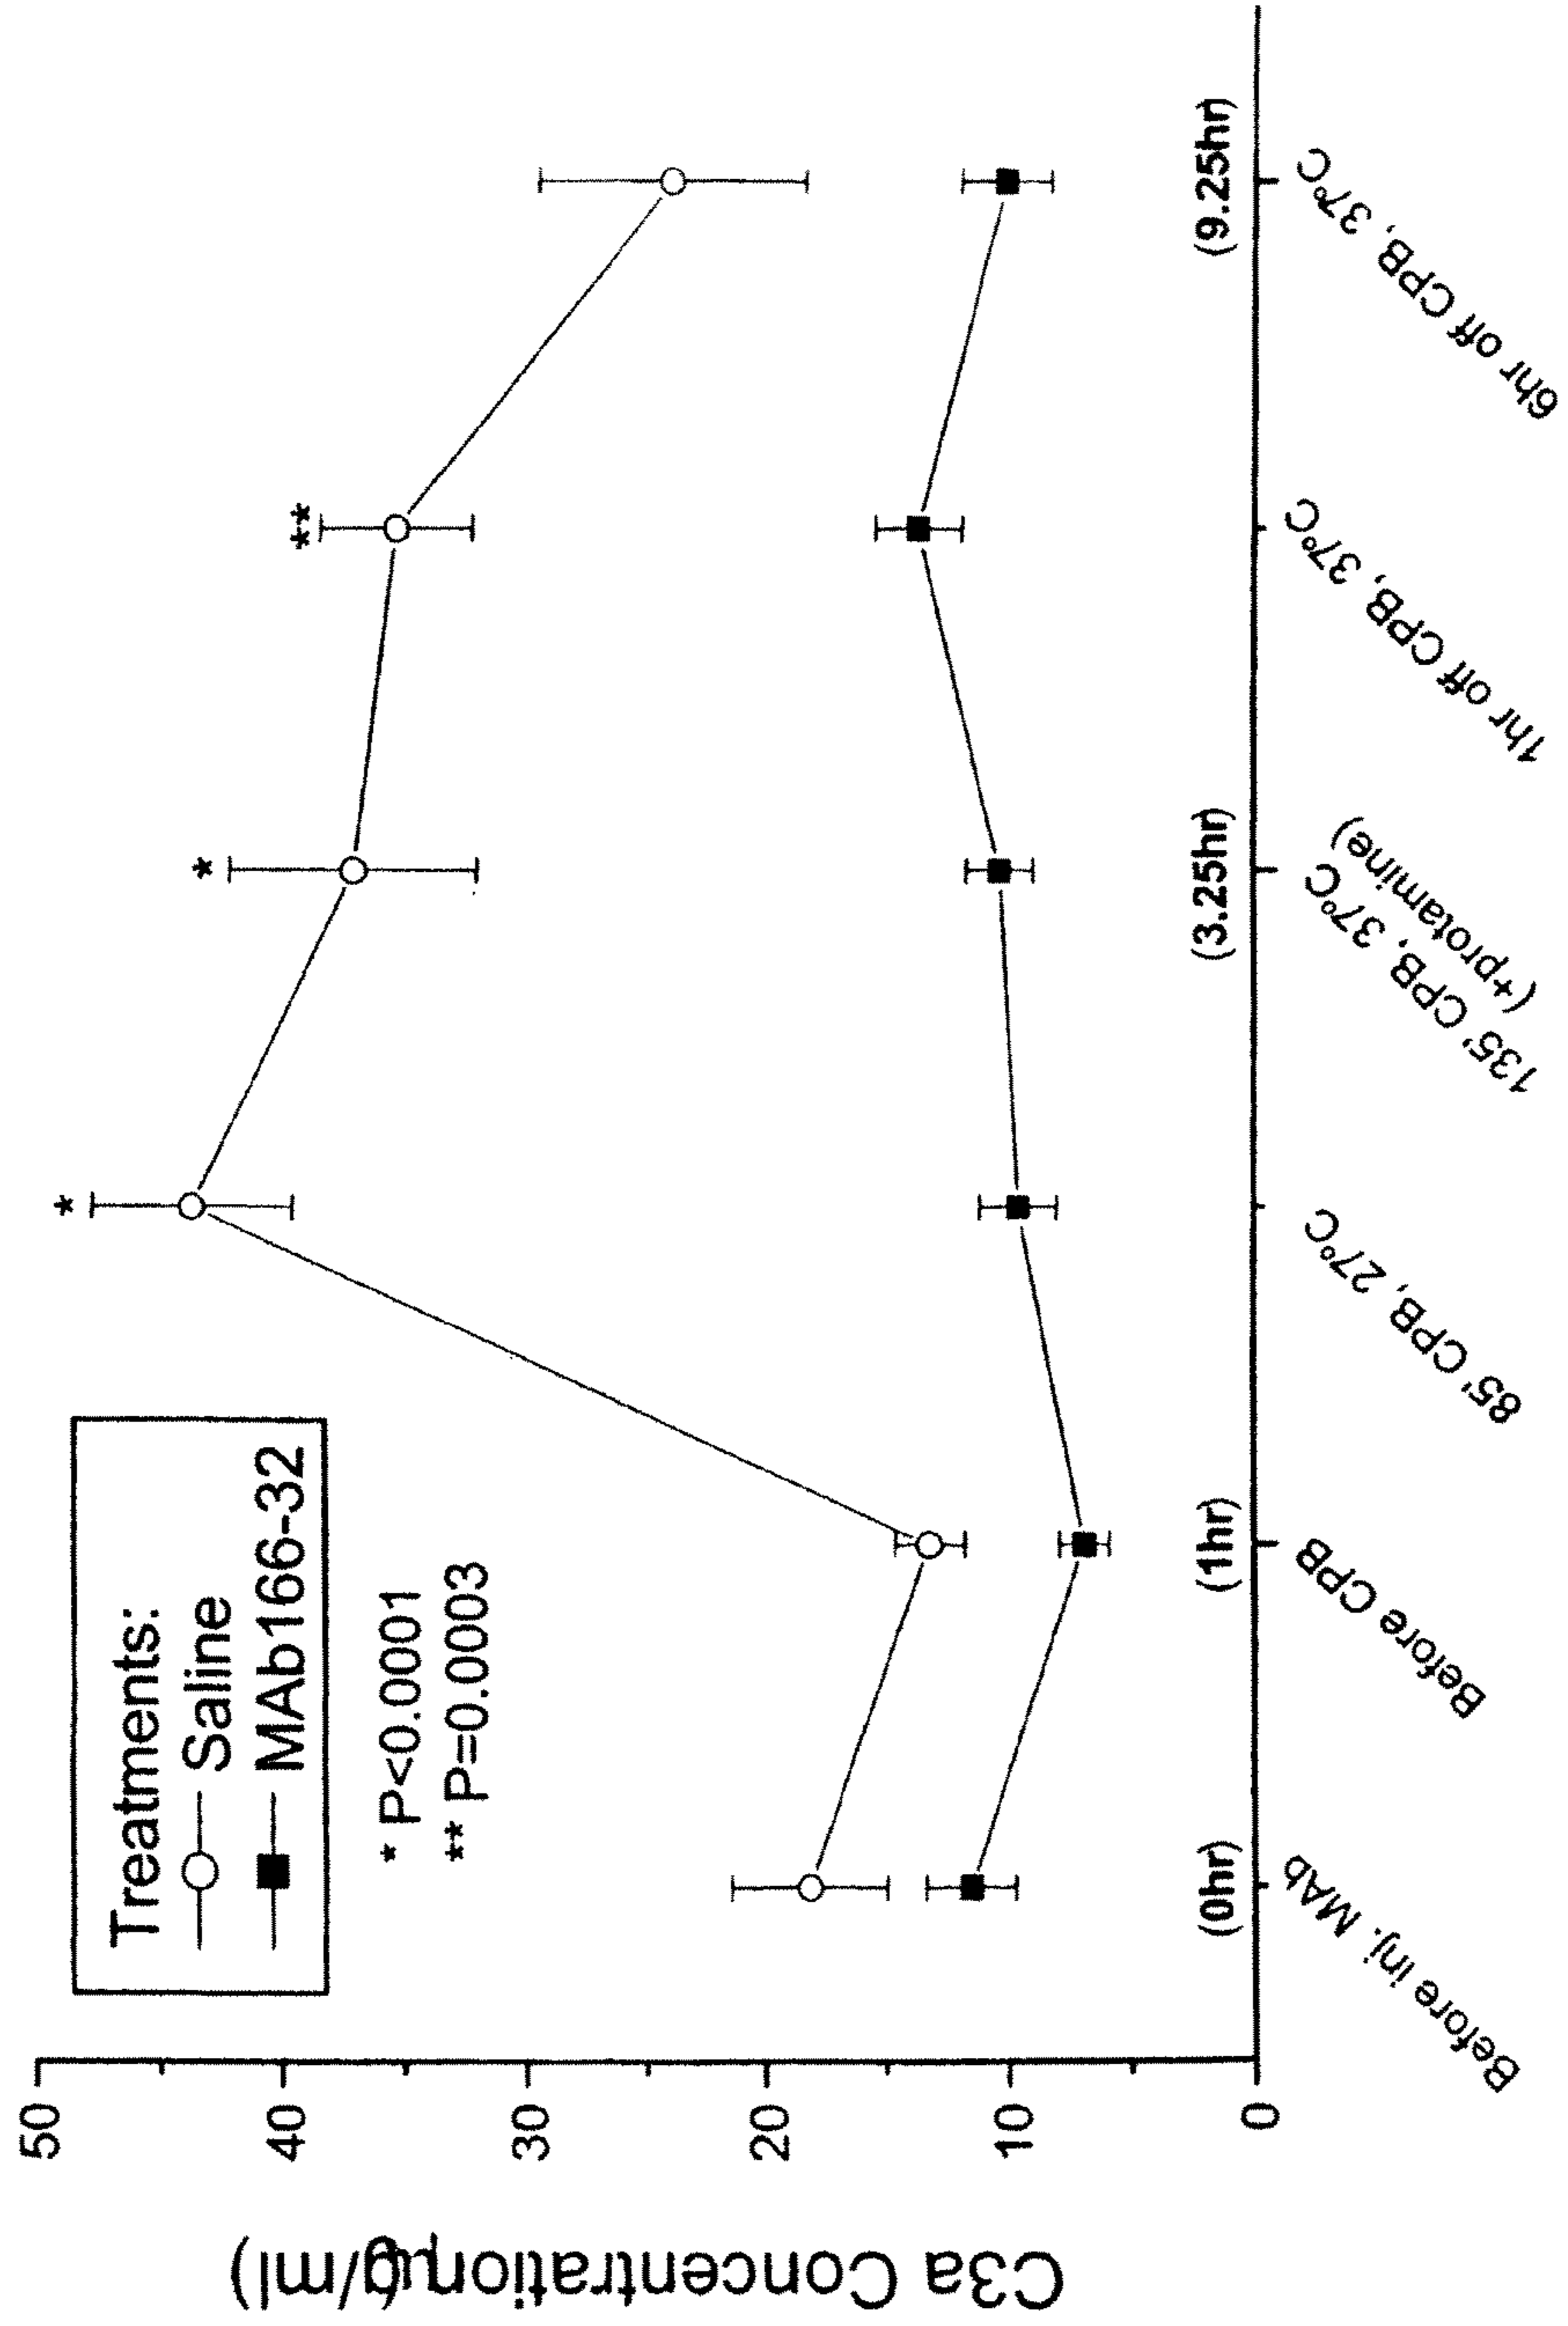 Treatments:
Saline
MAb166-32
* P<0.0001
** P=0.0003
*
*
**
C3a Concentration(μg/ml)
50
40
30
20
10
0
(0hr)
(1hr)
(3.25hr)
(9.25hr)
Before inj. MAb
Before CPB
85' CPB, 27°C
135' CPB, 37°C
(+protamine)
1hr off CPB, 37°C
6hr off CPB, 37°C